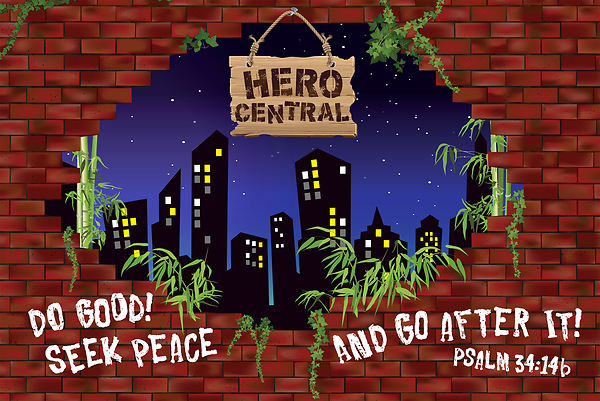 HERO
CENTRAL
DO GOOD!
SEEK PEACE
AND GO AFTER IT!
PSALM 34:14b